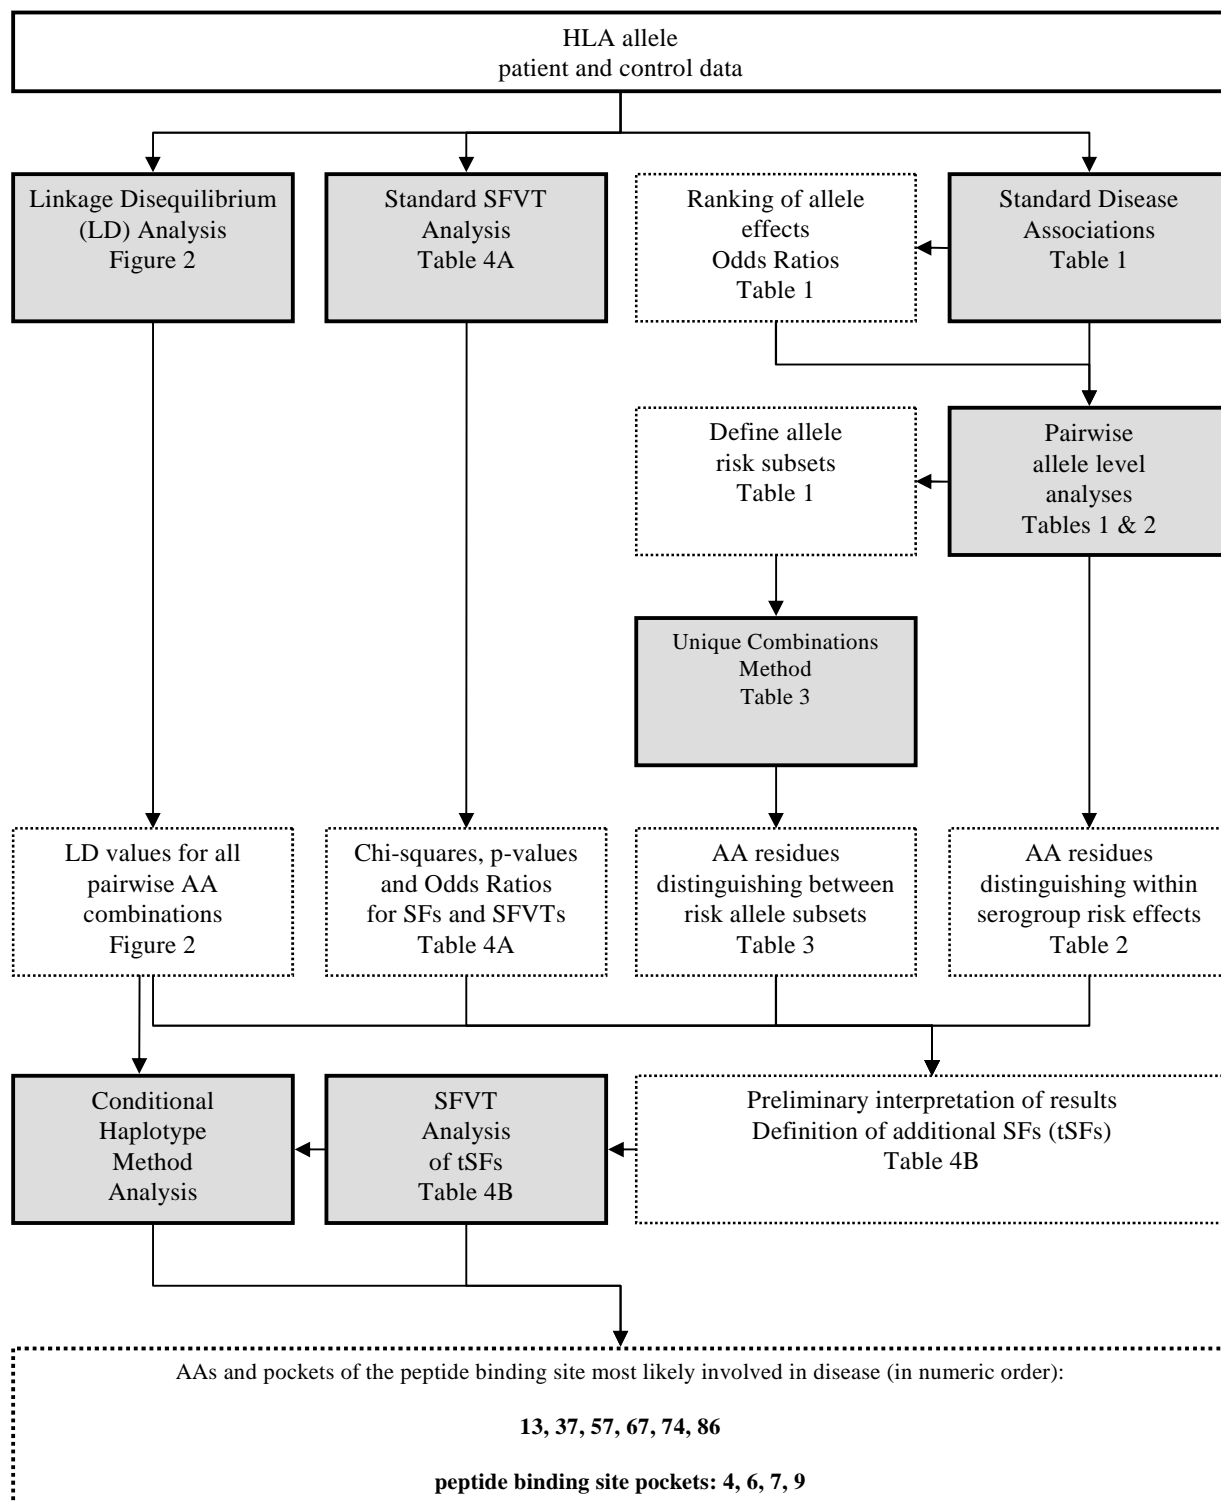 HLA allele
patient and control data
Linkage Disequilibrium
(LD) Analysis
Figure 2
Standard SFVT
Analysis
Table 4A
Ranking of allele
effects
Odds Ratios
Table 1
Standard Disease
Associations
Table 1
Define allele
risk subsets
Table 1
Pairwise
allele level
analyses
Tables 1 & 2
Unique Combinations
Method
Table 3
LD values for all
pairwise AA
combinations
Figure 2
Chi-squares, p-values
and Odds Ratios
for SFs and SFVTs
Table 4A
AA residues
distinguishing between
risk allele subsets
Table 3
AA residues
distinguishing within
serogroup risk effects
Table 2
Conditional
Haplotype
Method
Analysis
SFVT
Analysis
of tSFs
Table 4B
Preliminary interpretation of results
Definition of additional SFs (tSFs)
Table 4B
AAs and pockets of the peptide binding site most likely involved in disease (in numeric order):
13, 37, 57, 67, 74, 86
peptide binding site pockets: 4, 6, 7, 9